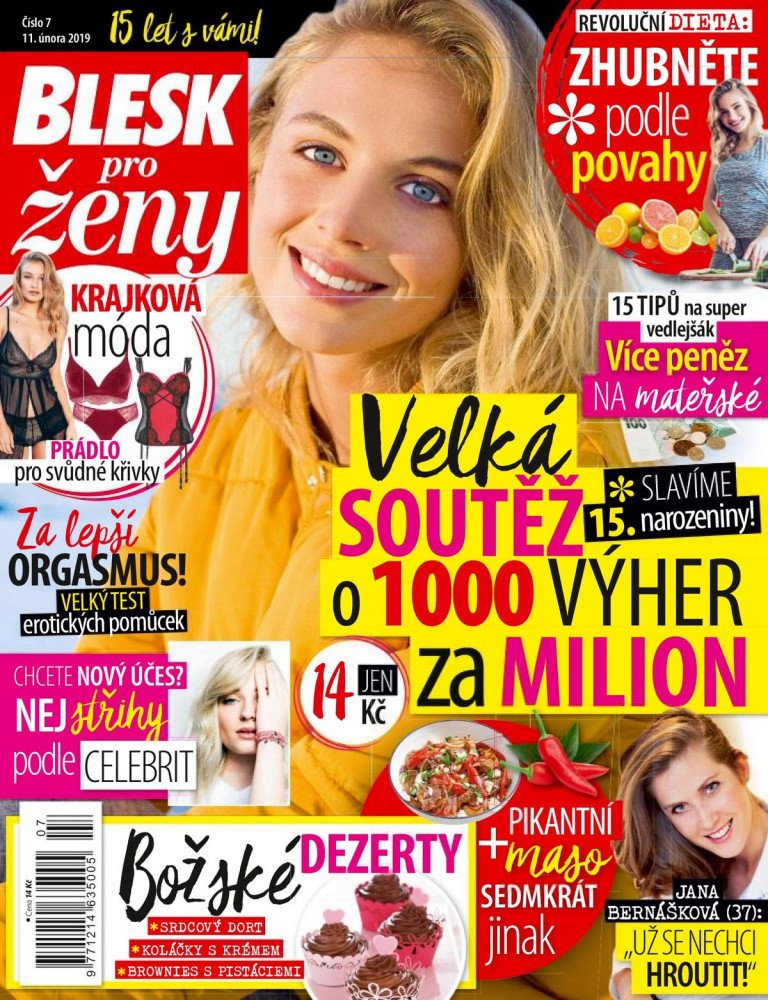 Číslo 7
11. února 2019
15 let s vámi!
BLESK
pro
ženy
REVOLUČNÍ DIETA:
ZHUBNĚTE
* podle
povahy
KRAJKOVÁ
móda
PRÁDLO
pro svůdné křivky
15 TIPŮ na super
vedlejšák
Více peněz
NA mateřské
100
Velká
SOUTĚŽ
o 1000 VÝHER
za MILION
* SLAVÍME
15. narozeniny!
Za lepší
ORGASMUS!
VELKÝ TEST
erotických pomůcek
CHCETE NOVÝ ÚČES?
NEJ střihy
podle CELEBRIT
14 JEN
Kč
07
Cena 14 Kč
9 771214 635005
Božské DEZERTY
* SRDCOVÝ DORT
* KOLÁČKY S KRÉMEM
* BROWNIES S PISTÁCIEMI
+ PIKANTNÍ
maso
SEDMKRÁT
jinak
JANA
BERNÁŠKOVÁ (37):
„UŽ SE NECHCI
HROUTIT!“